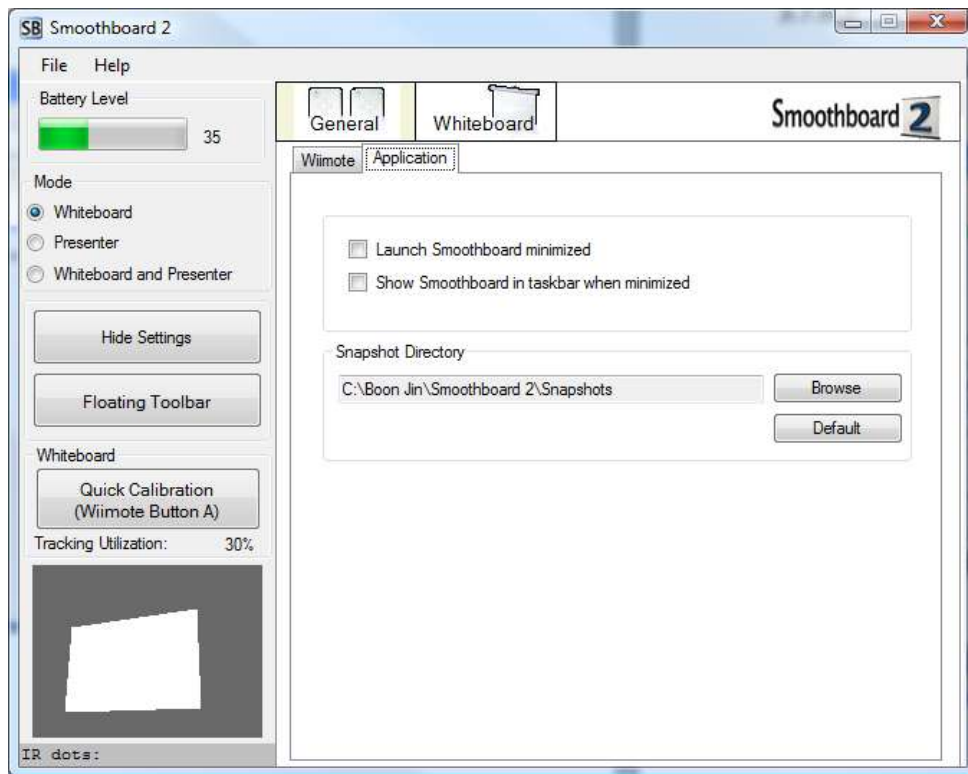 SB Smoothboard 2
File Help
Battery Level
35
Mode
Whiteboard
Presenter
Whiteboard and Presenter
Hide Settings
Floating Toolbar
Whiteboard
Quick Calibration
(Wiimote Button A)
Tracking Utilization: 30%
IR dots:
General Whiteboard
Smoothboard 2
Wiimote Application
Launch Smoothboard minimized
Show Smoothboard in taskbar when minimized
Snapshot Directory
C:\Boon Jin\Smoothboard 2\Snapshots
Browse
Default